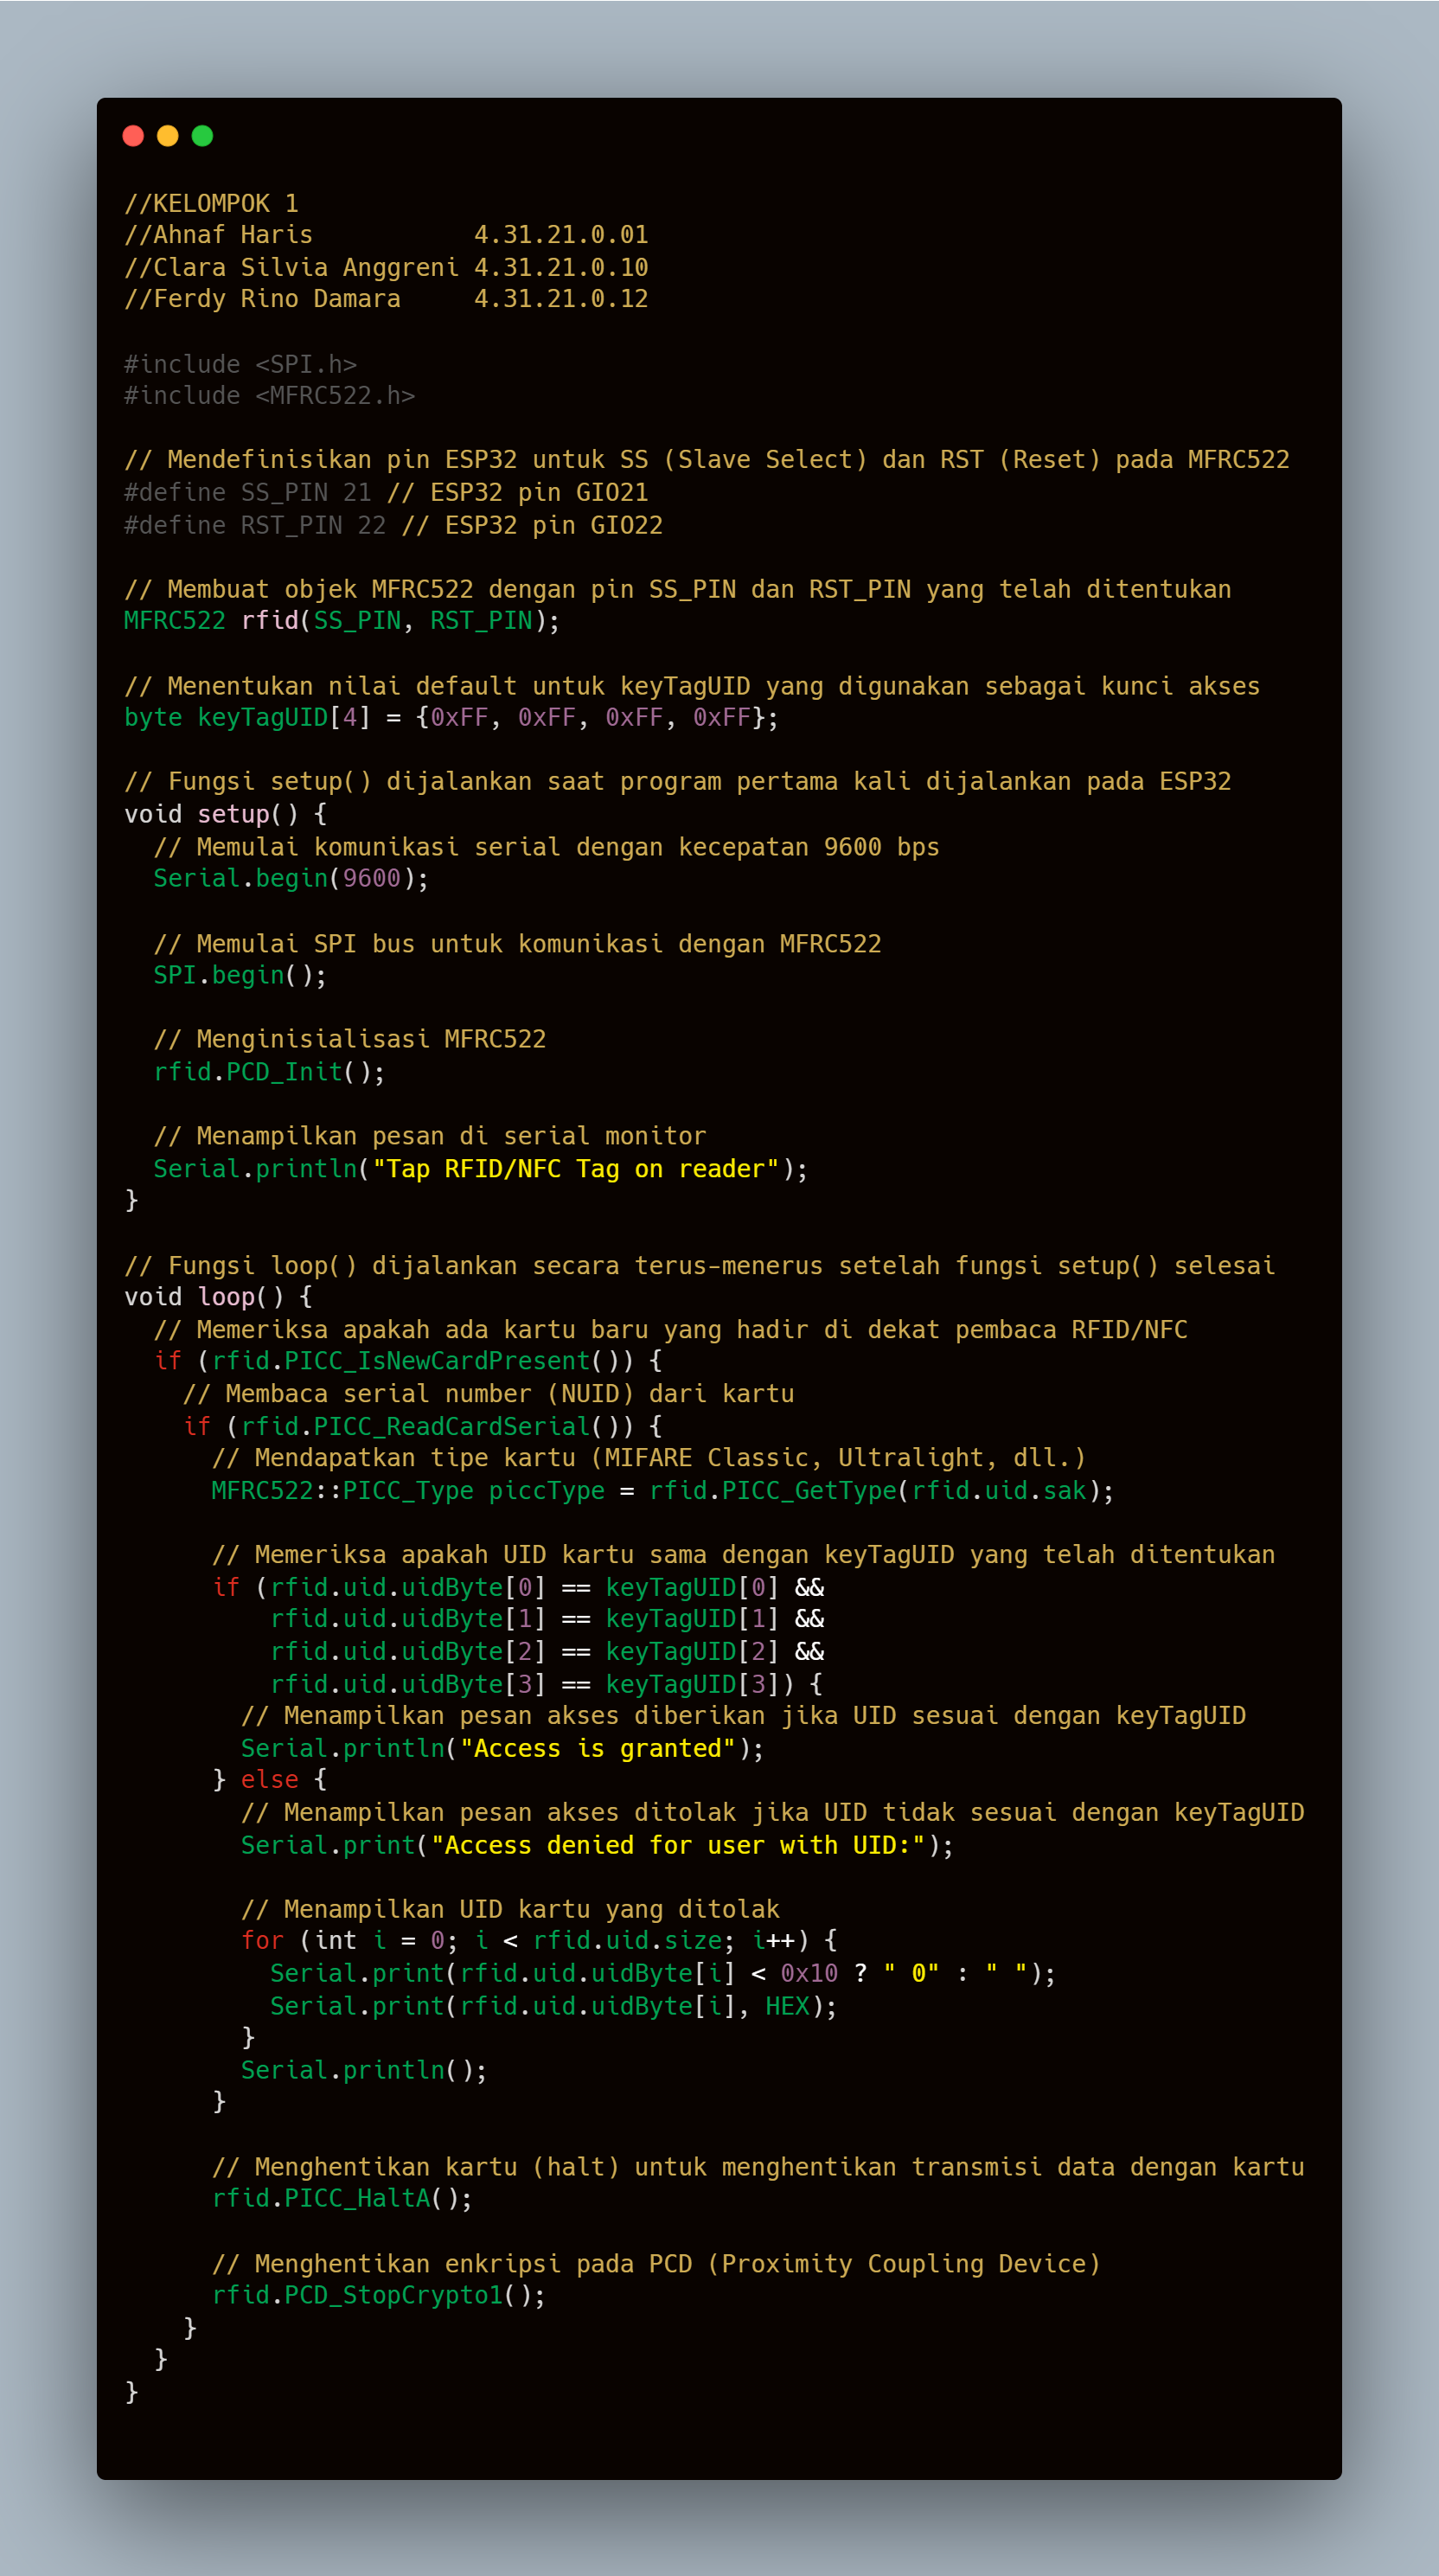 //KELOMPOK 1
//Ahnaf Haris           4.31.21.0.01
//Clara Silvia Anggreni 4.31.21.0.10
//Ferdy Rino Damara     4.31.21.0.12

#include <SPI.h>
#include <MFRC522.h>

// Mendefinisikan pin ESP32 untuk SS (Slave Select) dan RST (Reset) pada MFRC522
#define SS_PIN 21 // ESP32 pin GIO21
#define RST_PIN 22 // ESP32 pin GIO22

// Membuat objek MFRC522 dengan pin SS_PIN dan RST_PIN yang telah ditentukan
MFRC522 rfid(SS_PIN, RST_PIN);

// Menentukan nilai default untuk keyTagUID yang digunakan sebagai kunci akses
byte keyTagUID[4] = {0xFF, 0xFF, 0xFF, 0xFF};

// Fungsi setup() dijalankan saat program pertama kali dijalankan pada ESP32
void setup() {
  // Memulai komunikasi serial dengan kecepatan 9600 bps
  Serial.begin(9600);

  // Memulai SPI bus untuk komunikasi dengan MFRC522
  SPI.begin();

  // Menginisialisasi MFRC522
  rfid.PCD_Init();

  // Menampilkan pesan di serial monitor
  Serial.println("Tap RFID/NFC Tag on reader");
}

// Fungsi loop() dijalankan secara terus-menerus setelah fungsi setup() selesai
void loop() {
  // Memeriksa apakah ada kartu baru yang hadir di dekat pembaca RFID/NFC
  if (rfid.PICC_IsNewCardPresent()) {
    // Membaca serial number (NUID) dari kartu
    if (rfid.PICC_ReadCardSerial()) {
      // Mendapatkan tipe kartu (MIFARE Classic, Ultralight, dll.)
      MFRC522::PICC_Type piccType = rfid.PICC_GetType(rfid.uid.sak);

      // Memeriksa apakah UID kartu sama dengan keyTagUID yang telah ditentukan
      if (rfid.uid.uidByte[0] == keyTagUID[0] &&
          rfid.uid.uidByte[1] == keyTagUID[1] &&
          rfid.uid.uidByte[2] == keyTagUID[2] &&
          rfid.uid.uidByte[3] == keyTagUID[3]) {
        // Menampilkan pesan akses diberikan jika UID sesuai dengan keyTagUID
        Serial.println("Access is granted");
      } else {
        // Menampilkan pesan akses ditolak jika UID tidak sesuai dengan keyTagUID
        Serial.print("Access denied for user with UID:");

        // Menampilkan UID kartu yang ditolak
        for (int i = 0; i < rfid.uid.size; i++) {
          Serial.print(rfid.uid.uidByte[i] < 0x10 ? " 0" : " ");
          Serial.print(rfid.uid.uidByte[i], HEX);
        }
        Serial.println();
      }

      // Menghentikan kartu (halt) untuk menghentikan transmisi data dengan kartu
      rfid.PICC_HaltA();

      // Menghentikan enkripsi pada PCD (Proximity Coupling Device)
      rfid.PCD_StopCrypto1();
    }
  }
}